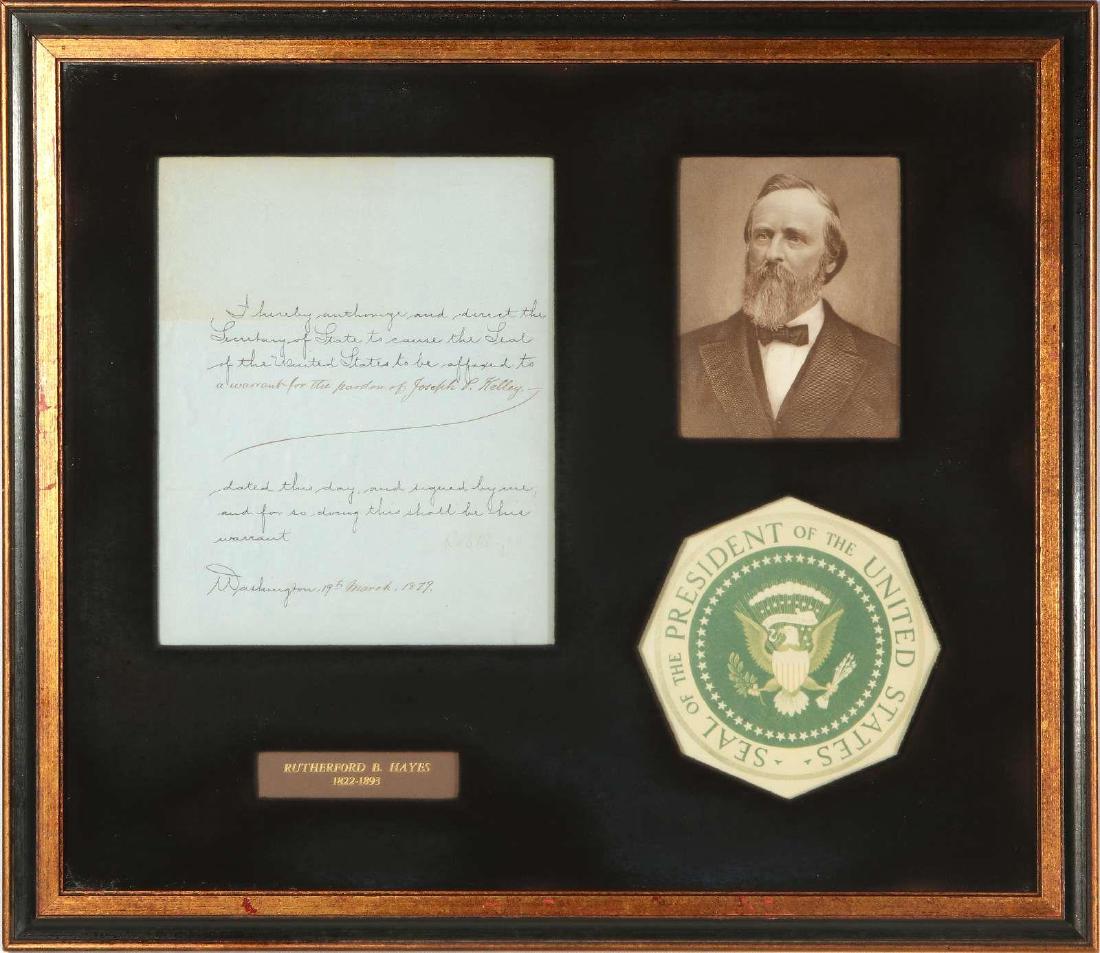 I hereby authorize and direct the
Secretary of State to cause the Seal
of the United States to be affixed to
a warrant for the pardon of Joseph P. Kelley.
dated this day, and signed by me,
and for so doing this shall be his
warrant
Washington, 19th March, 1879.
RUTHERFORD B. HAYES
1822-1893
SEAL OF THE PRESIDENT OF THE UNITED STATES